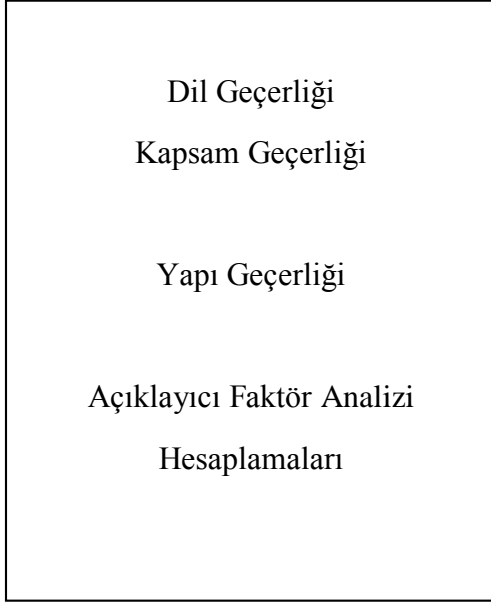 Dil Geçerliği
Kapsam Geçerliği
Yapı Geçerliği
Açıklayıcı Faktör Analizi
Hesaplamaları